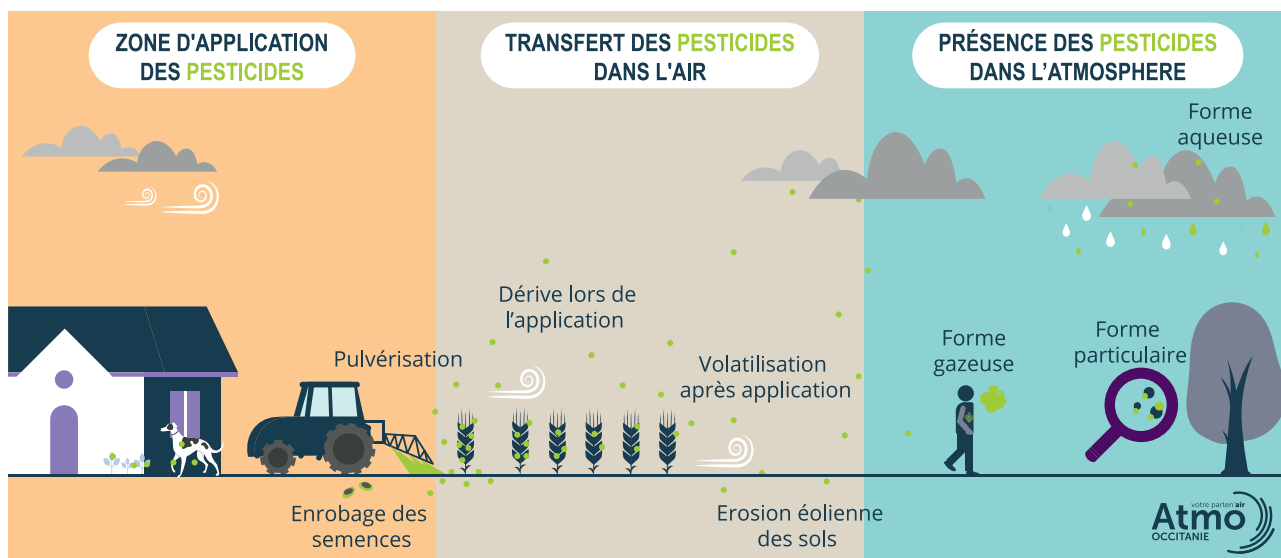 ZONE D'APPLICATION
DES PESTICIDES
TRANSFERT DES PESTICIDES
DANS L'AIR
PRÉSENCE DES PESTICIDES
DANS L'ATMOSPHERE
Forme
aqueuse
Dérive lors de
l'application
Pulvérisation
Volatilisation
après application
Forme
gazeuse
Forme
particulaire
Enrobage des
semences
Erosion éolienne
des sols
votre parten'air
Atmo
OCCITANIE